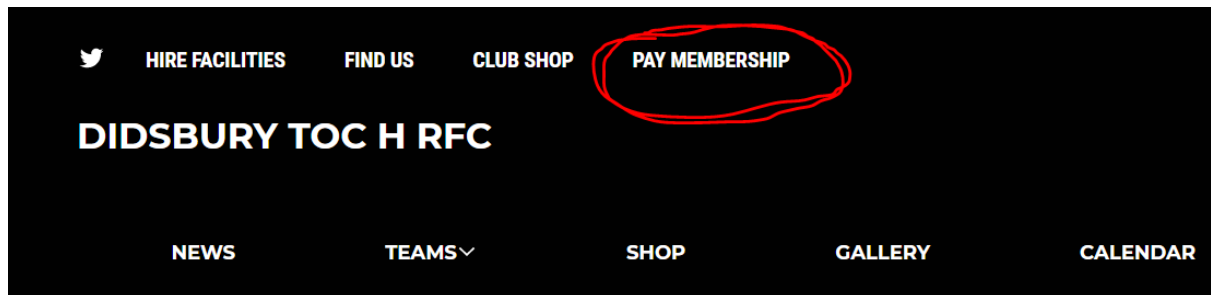 HIRE FACILITIES FIND US CLUB SHOP PAY MEMBERSHIP
DIDSBURY TOC H RFC
NEWS TEAMS SHOP GALLERY CALENDAR